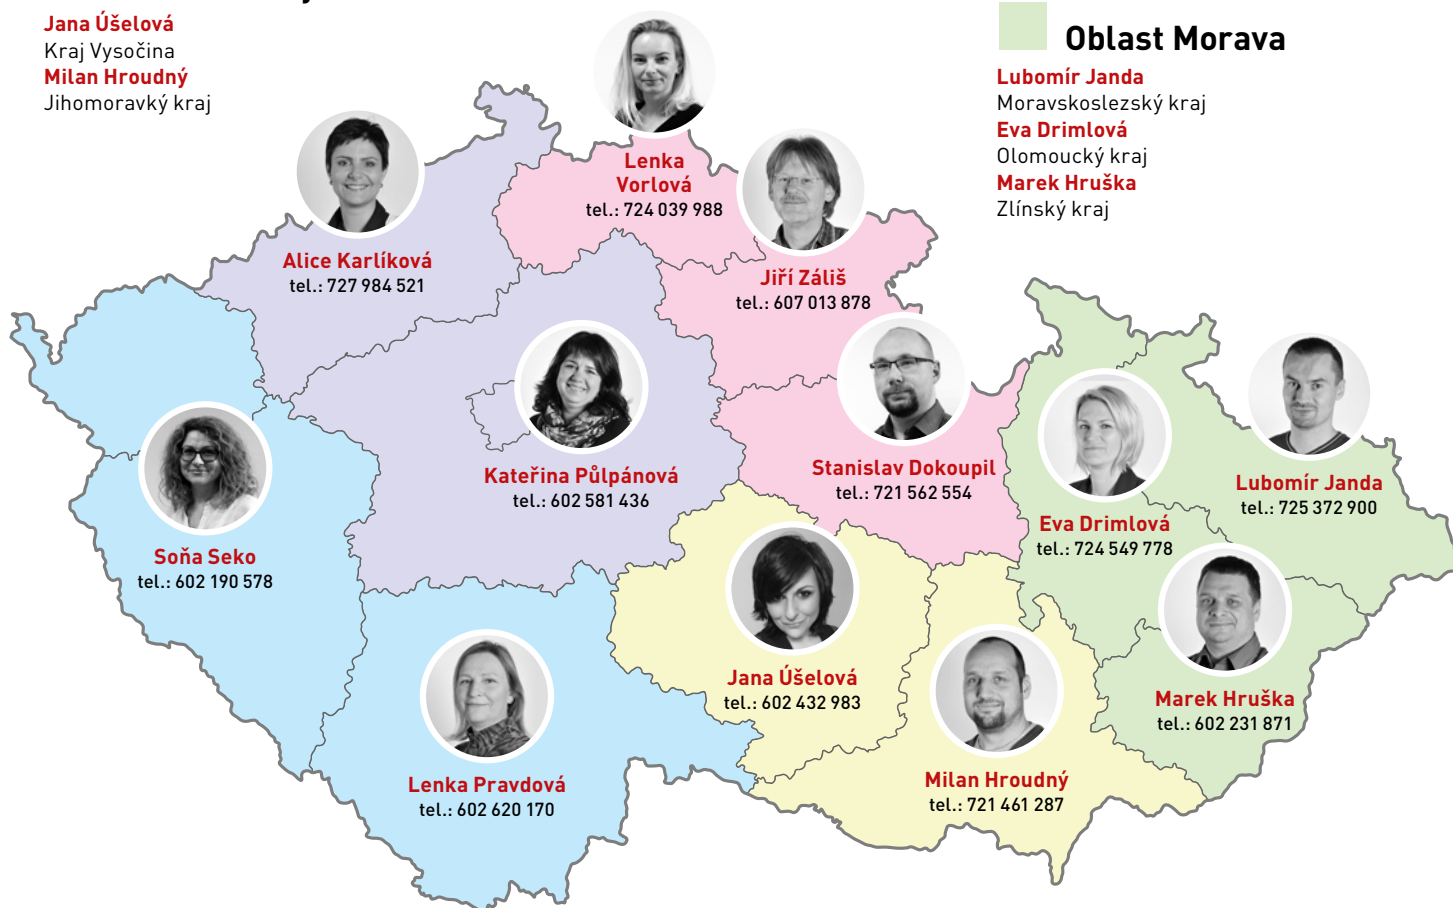 Jana Úšelová
Kraj Vysočina
Milan Hroudný
Jihomoravký kraj
Oblast Morava
Lubomír Janda
Moravskoslezský kraj
Eva Drimlová
Olomoucký kraj
Marek Hruška
Zlínský kraj
Lenka
Vorlová
tel.: 724 039 988
Alice Karlíková
tel.: 727 984 521
Jiří Záliš
tel.: 607 013 878
Kateřina Půlpánová
tel.: 602 581 436
Stanislav Dokoupil
tel.: 721 562 554
Lubomír Janda
tel.: 725 372 900
Eva Drimlová
tel.: 724 549 778
Soňa Seko
tel.: 602 190 578
Jana Úšelová
tel.: 602 432 983
Marek Hruška
tel.: 602 231 871
Lenka Pravdová
tel.: 602 620 170
Milan Hroudný
tel.: 721 461 287